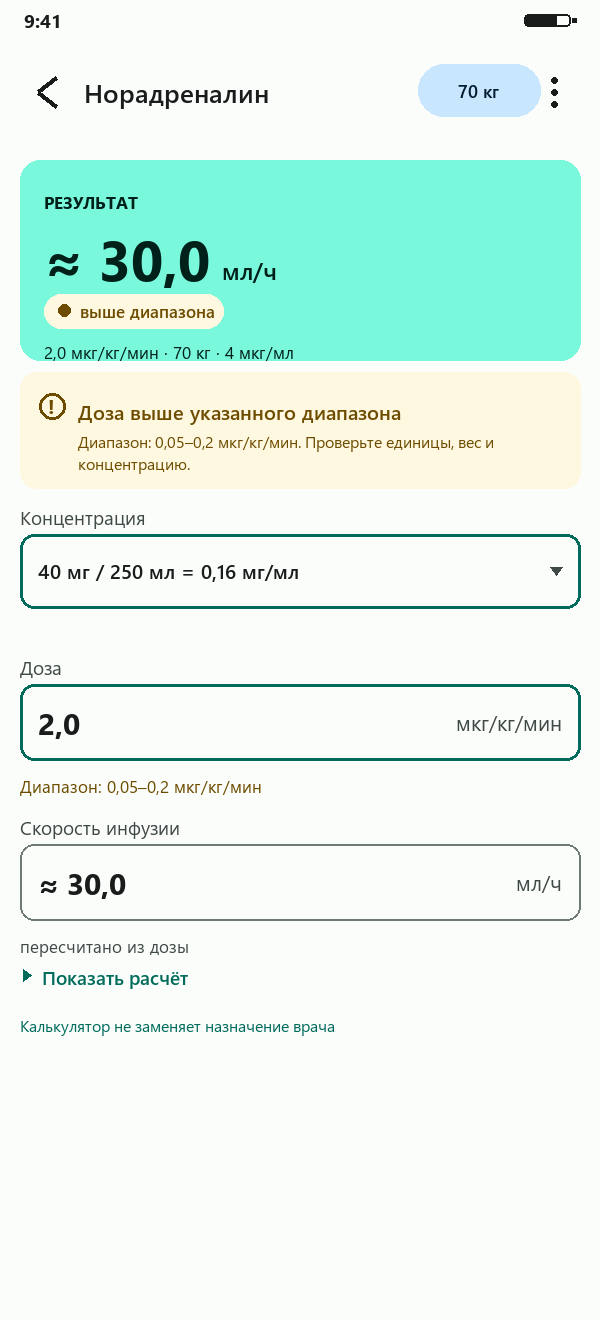 9:41
Норадреналин
70 кг
РЕЗУЛЬТАТ
≈ 30,0 мл/ч
выше диапазона
2,0 мкг/кг/мин · 70 кг · 4 мкг/мл
Доза выше указанного диапазона
Диапазон: 0,05–0,2 мкг/кг/мин. Проверьте единицы, вес и
концентрацию.
Концентрация
40 мг / 250 мл = 0,16 мг/мл
Доза
2,0 мкг/кг/мин
Диапазон: 0,05–0,2 мкг/кг/мин
Скорость инфузии
≈ 30,0 мл/ч
пересчитано из дозы
Показать расчёт
Калькулятор не заменяет назначение врача